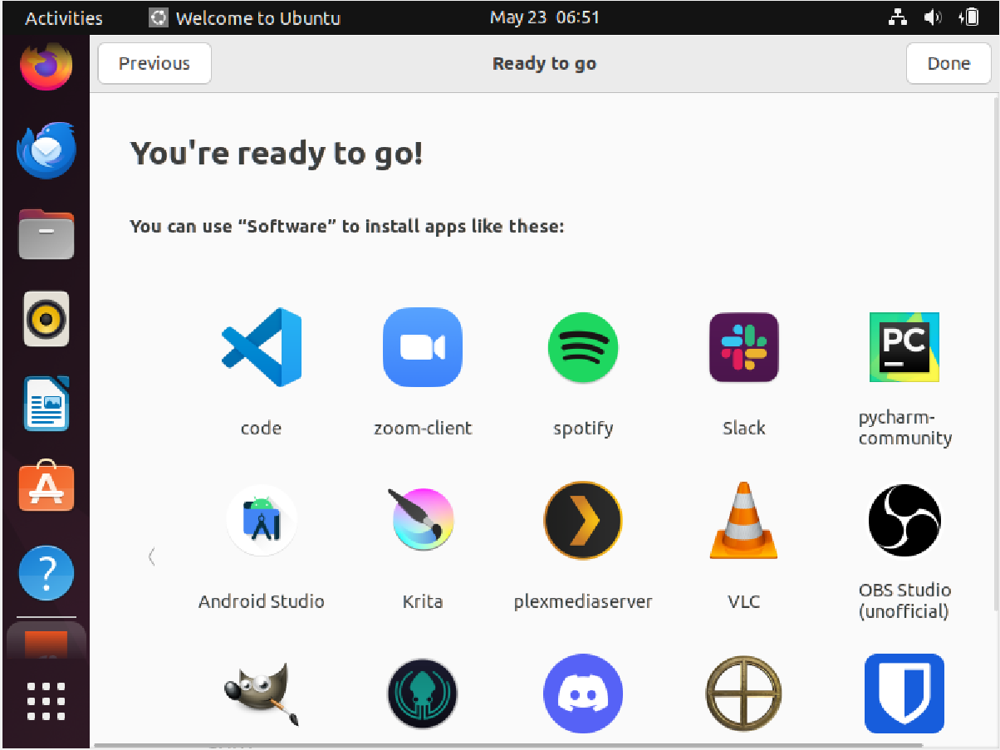 Activities
Welcome to Ubuntu
May 23 06:51
Previous
Ready to go
Done
You're ready to go!
You can use “Software” to install apps like these:
PC
code
zoom-client
spotify
Slack
pycharm-
community
Android Studio
Krita
plexmediaserver
VLC
OBS Studio
(unofficial)